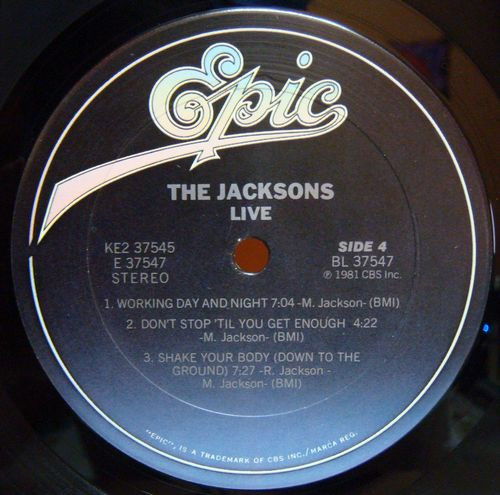 Epic
THE JACKSONS
LIVE
KE2 37545
E 37547
STEREO
SIDE 4
BL 37547
℗ 1981 CBS Inc.
1. WORKING DAY AND NIGHT 7:04 -M. Jackson- (BMI)
2. DON'T STOP 'TIL YOU GET ENOUGH 4:22
-M. Jackson- (BMI)
3. SHAKE YOUR BODY (DOWN TO THE
GROUND) 7:27 -R. Jackson -
M. Jackson- (BMI)
"EPIC", IS A TRADEMARK OF CBS INC./MARCA REG.